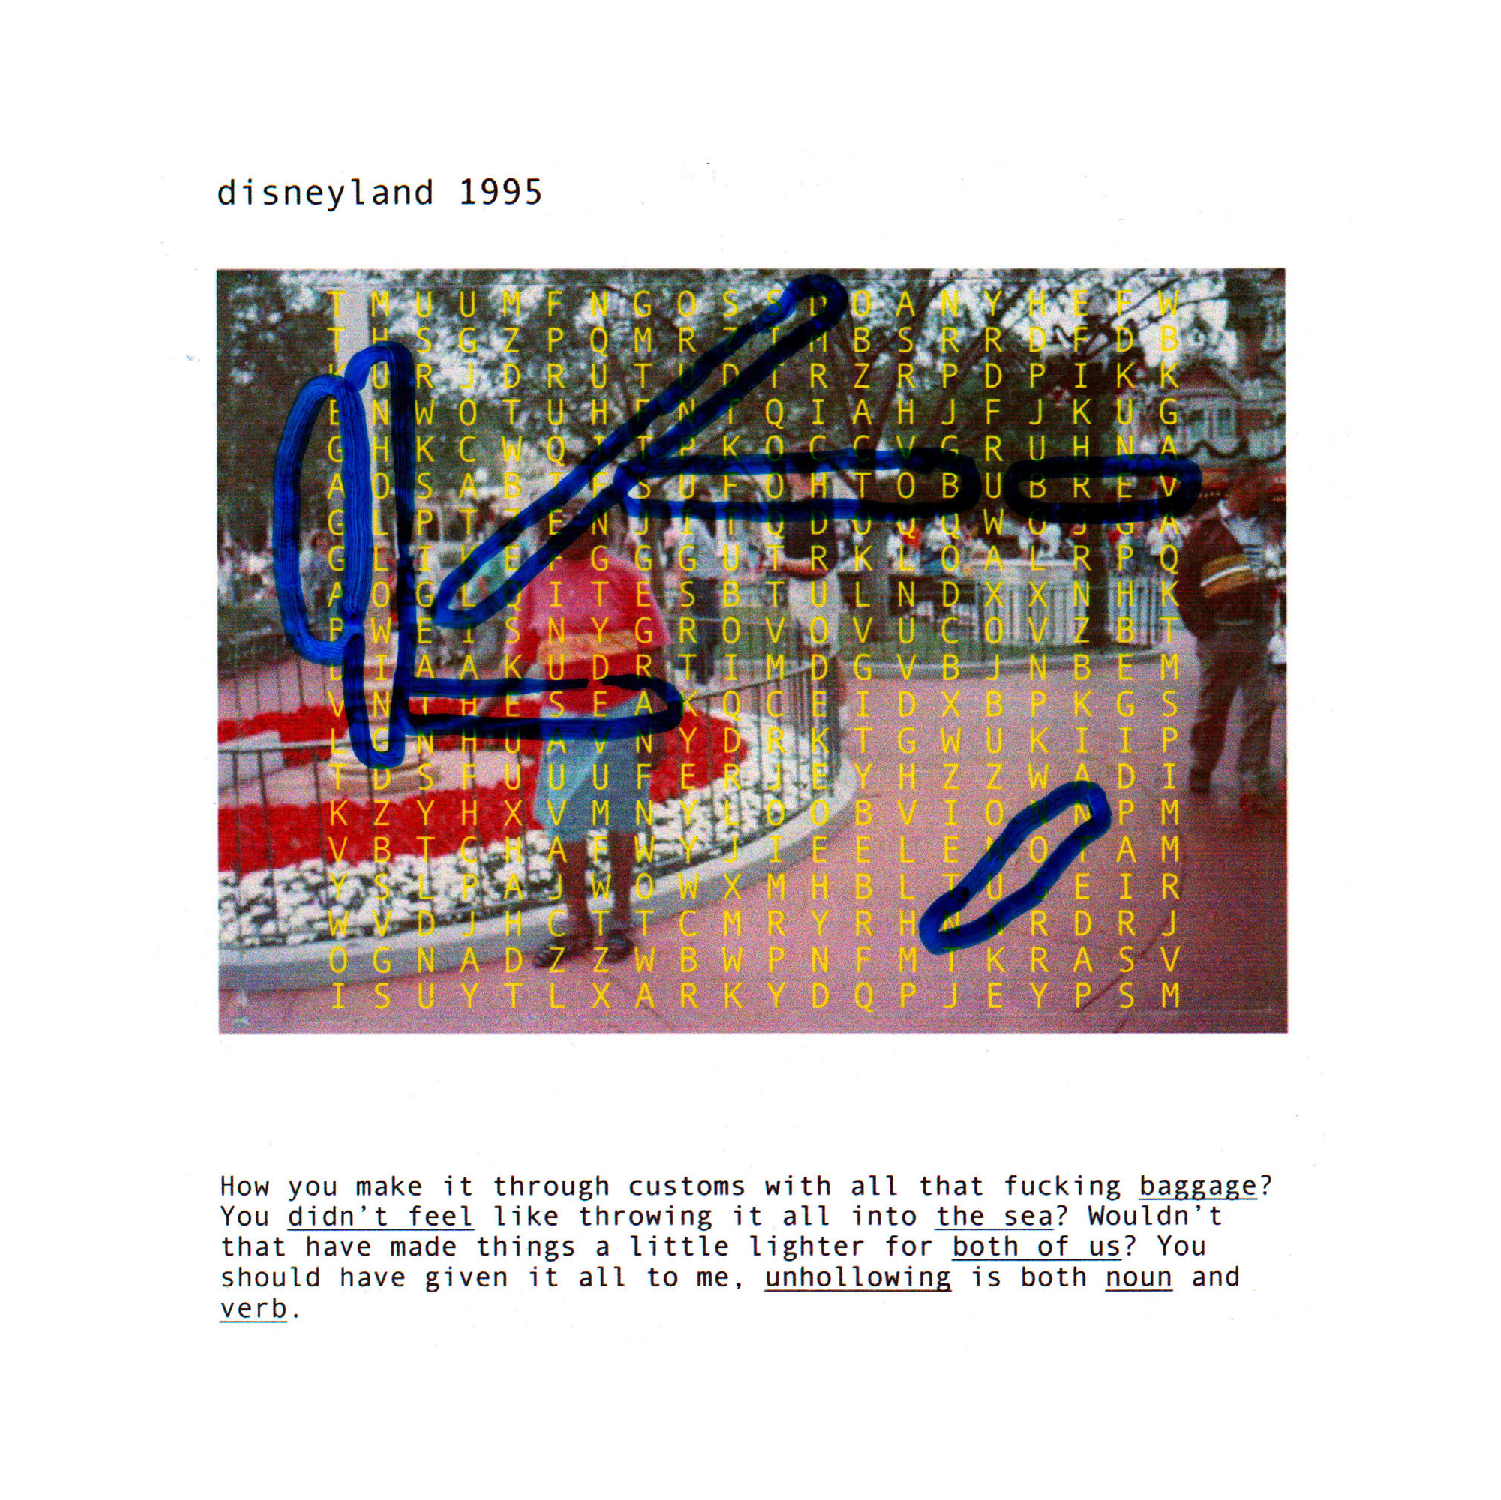 disneyland 1995
T M U U M F N G O S S D O A N Y H E F W
T H S G Z P Q M R Z I M B S R R D F D B
U R J D R U T U D I R Z R P D P I K K
E N W O T U H F N T Q I A H J F J K U G
G H K C W Q T P K O C C V G R U H N A
A O S A B T F S U F O H T O B U B R E V
G L P T T E N J I T Q D U Q Q W O J G A
G L I K E F G G G U T R K L Q A L R P Q
A O G L Q I T E S B T U L N D X X N H K
B W E I S N Y G R O V O V U C O V Z B T
L I A A K U D R T I M D G V B J N B E M
V N T H E S E A K Q C E I D X B P K G S
L G N H U A V N Y D R K T G W U K I I P
T D S F U U U F E R J E Y H Z Z W A D I
K Z Y H X V M N Y L O O B V I O N P M
V B T C H A F W Y J I E E L E N O Y A M
Y S L P A J W O W X M H B L T U E I R
W V D J H C T T C M R Y R H N R D R J
O G N A D Z Z W B W P N F M I K R A S V
I S U Y T L X A R K Y D Q P J E Y P S M
How you make it through customs with all that fucking baggage?
You didn't feel like throwing it all into the sea? Wouldn't
that have made things a little lighter for both of us? You
should have given it all to me, unhollowing is both noun and
verb.